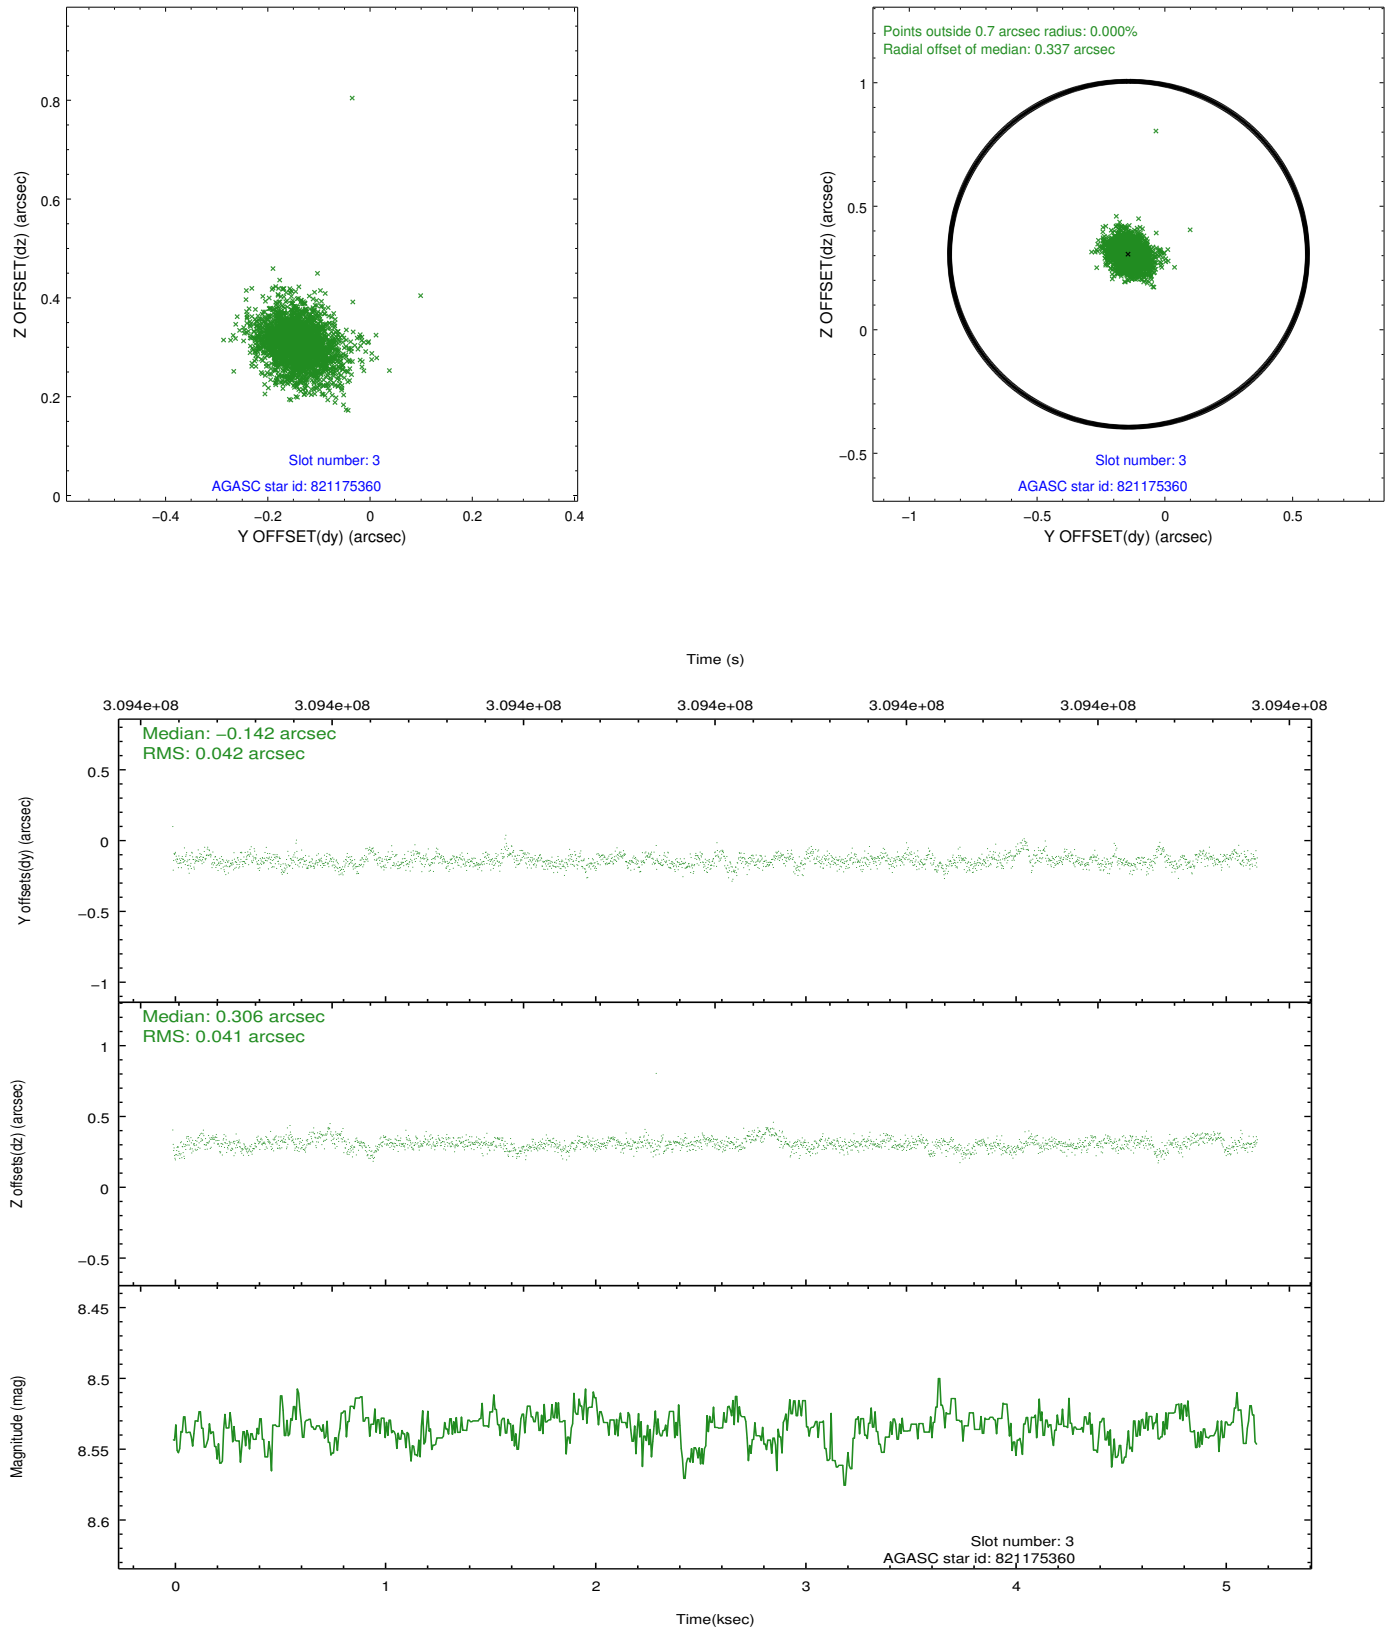 0.8
0.6
0.4
0.2
0
Z OFFSET(dz) (arcsec)
Slot number: 3
AGASC star id: 821175360
−0.4 −0.2 0 0.2 0.4
Y OFFSET(dy) (arcsec)
Points outside 0.7 arcsec radius: 0.000%
Radial offset of median: 0.337 arcsec
1
0.5
0
−0.5
Z OFFSET(dz) (arcsec)
Slot number: 3
AGASC star id: 821175360
−1 −0.5 0 0.5
Y OFFSET(dy) (arcsec)
Time (s)
3.094e+08 3.094e+08 3.094e+08 3.094e+08 3.094e+08 3.094e+08 3.094e+08
Median: −0.142 arcsec
RMS: 0.042 arcsec
0.5
0
−0.5
−1
Y offsets(dy) (arcsec)
Median: 0.306 arcsec
RMS: 0.041 arcsec
1
0.5
0
−0.5
Z offsets(dz) (arcsec)
8.45
8.5
8.55
8.6
Magnitude (mag)
Slot number: 3
AGASC star id: 821175360
0 1 2 3 4 5
Time(ksec)